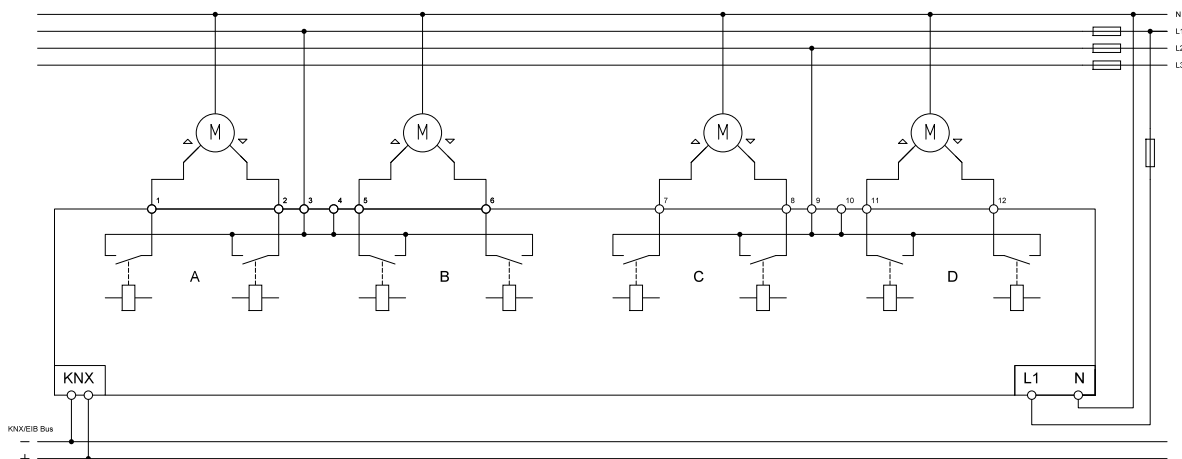 N
L1
L2
L3
M M M M
1 2 3 4 5 6 7 8 9 10 11 12
A B C D
KNX L1 N
KNX/EIB Bus
−
+